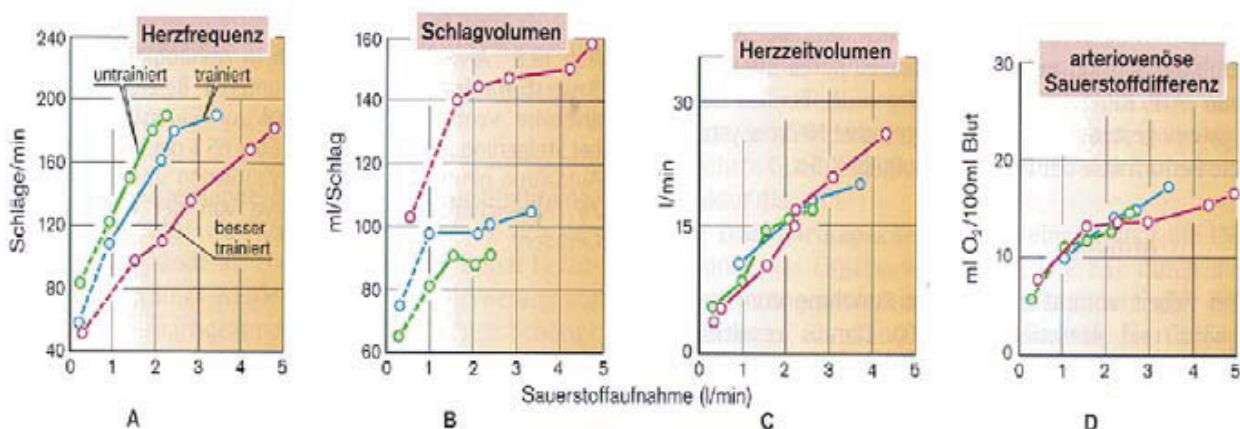 Herzfrequenz
Schläge/min
240
200
160
120
80
40
untrainiert
trainiert
besser
trainiert
0
1
2
3
4
5
A
Schlagvolumen
ml/Schlag
160
140
120
100
80
60
0
1
2
3
4
5
B
Herzzeitvolumen
l/min
30
15
0
0
1
2
3
4
5
C
arteriovenöse
Sauerstoffdifferenz
ml O₂/100ml Blut
30
20
10
0
0
1
2
3
4
5
D
Sauerstoffaufnahme (l/min)